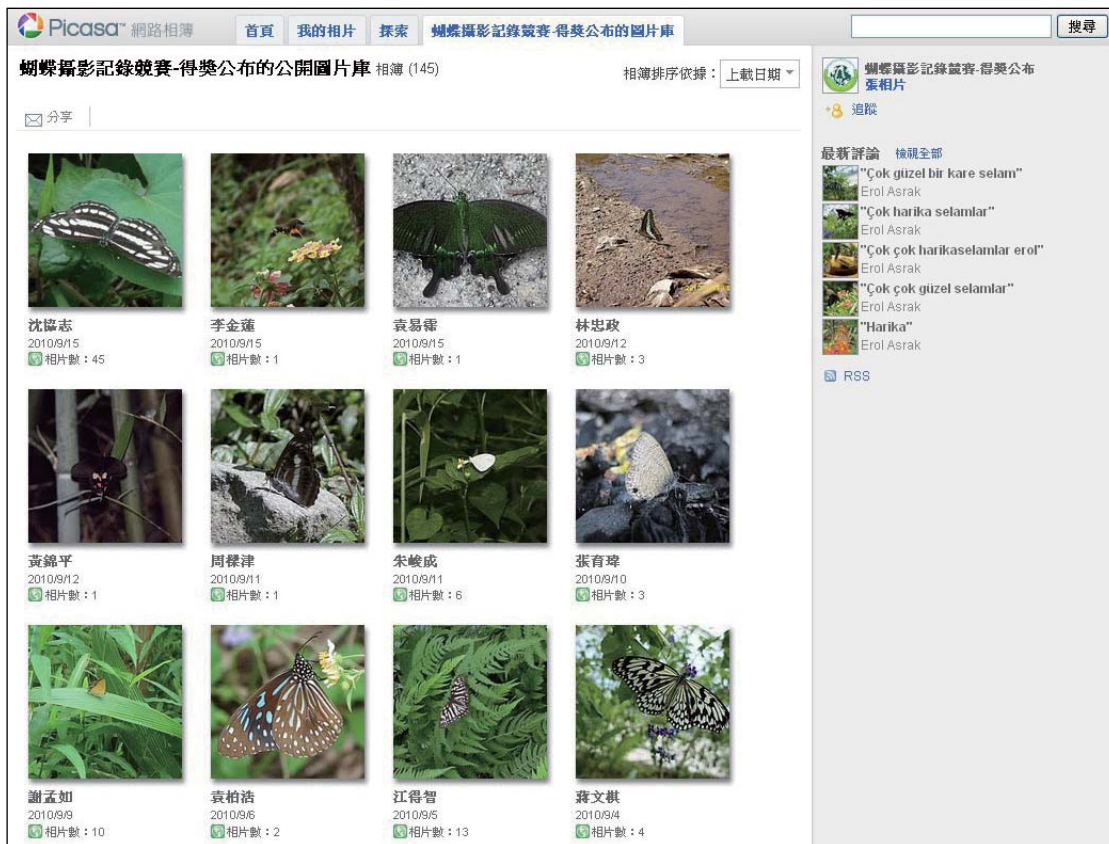 Picasa™ 網路相簿
首頁
我的相片
探索
蝴蝶攝影記錄競賽-得獎公布的圖片庫
搜尋
蝴蝶攝影記錄競賽-得獎公布的公開圖片庫 相簿 (145)
相簿排序依據：上載日期
分享
沈協志
2010/9/15
相片數：45
李金蓮
2010/9/15
相片數：1
袁易霈
2010/9/15
相片數：1
林忠政
2010/9/12
相片數：3
黃錦平
2010/9/12
相片數：1
周標津
2010/9/11
相片數：1
朱峻成
2010/9/11
相片數：6
張育瑋
2010/9/10
相片數：3
謝孟如
2010/9/9
相片數：10
袁柏浩
2010/9/6
相片數：2
江得智
2010/9/5
相片數：13
蔣文棋
2010/9/4
相片數：4
蝴蝶攝影記錄競賽-得獎公布
張相片
追蹤
最新評論 檢視全部
"Çok güzel bir kare selam"
Erol Asrak
"Çok harika selamlar"
Erol Asrak
"Çok çok harikaselamlar erol"
Erol Asrak
"Çok çok güzel selamlar"
Erol Asrak
"Harika"
Erol Asrak
RSS